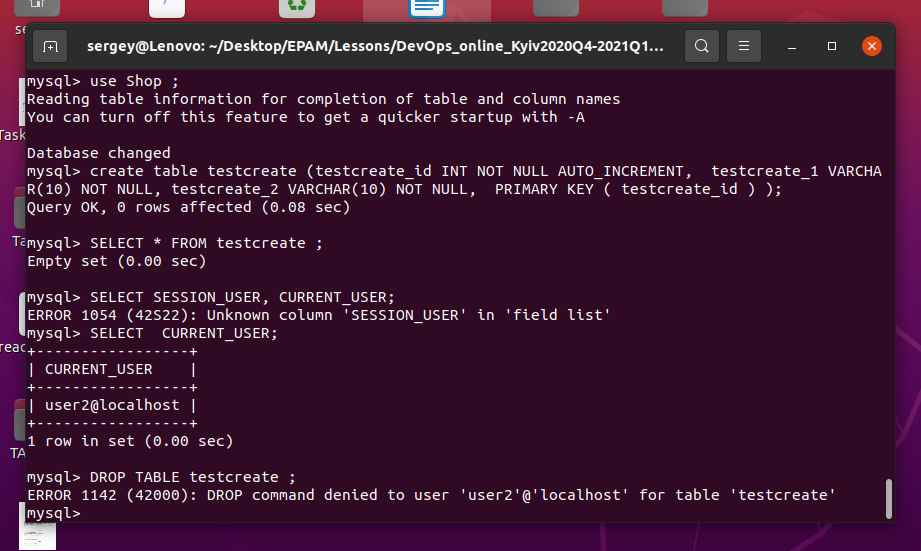 sergey@Lenovo: ~/Desktop/EPAM/Lessons/DevOps_online_Kyiv2020Q4-2021Q1...
mysql> use Shop ;
Reading table information for completion of table and column names
You can turn off this feature to get a quicker startup with -A
Database changed
mysql> create table testcreate (testcreate_id INT NOT NULL AUTO_INCREMENT,  testcreate_1 VARCHA
R(10) NOT NULL, testcreate_2 VARCHAR(10) NOT NULL,  PRIMARY KEY ( testcreate_id ) );
Query OK, 0 rows affected (0.08 sec)
mysql> SELECT * FROM testcreate ;
Empty set (0.00 sec)
mysql> SELECT SESSION_USER, CURRENT_USER;
ERROR 1054 (42S22): Unknown column 'SESSION_USER' in 'field list'
mysql> SELECT  CURRENT_USER;
+-----------------+
| CURRENT_USER    |
+-----------------+
| user2@localhost |
+-----------------+
1 row in set (0.00 sec)
mysql> DROP TABLE testcreate ;
ERROR 1142 (42000): DROP command denied to user 'user2'@'localhost' for table 'testcreate'
mysql>
Task